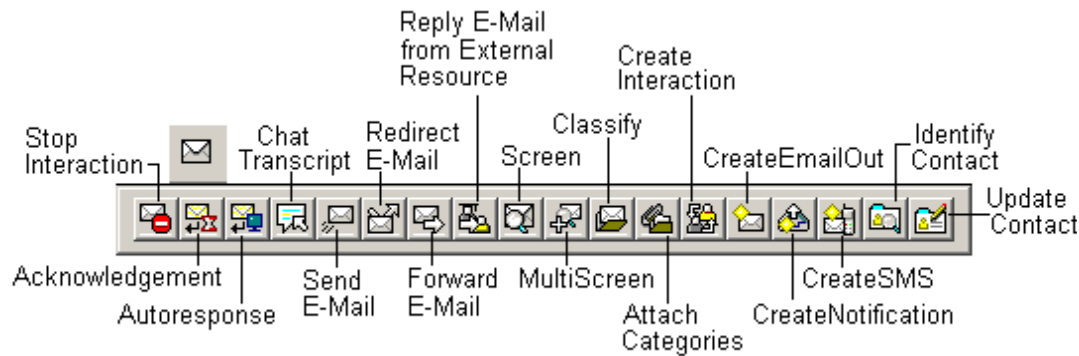 Reply E-Mail
from External
Resource
Create
Interaction
Stop
Interaction
Chat
Transcript
Redirect
E-Mail
Screen
Classify
CreateEmailOut
Identify
Contact
Update
Contact
Acknowledgement
Autoresponse
Send
E-Mail
Forward
E-Mail
MultiScreen
Attach
Categories
CreateNotification
CreateSMS